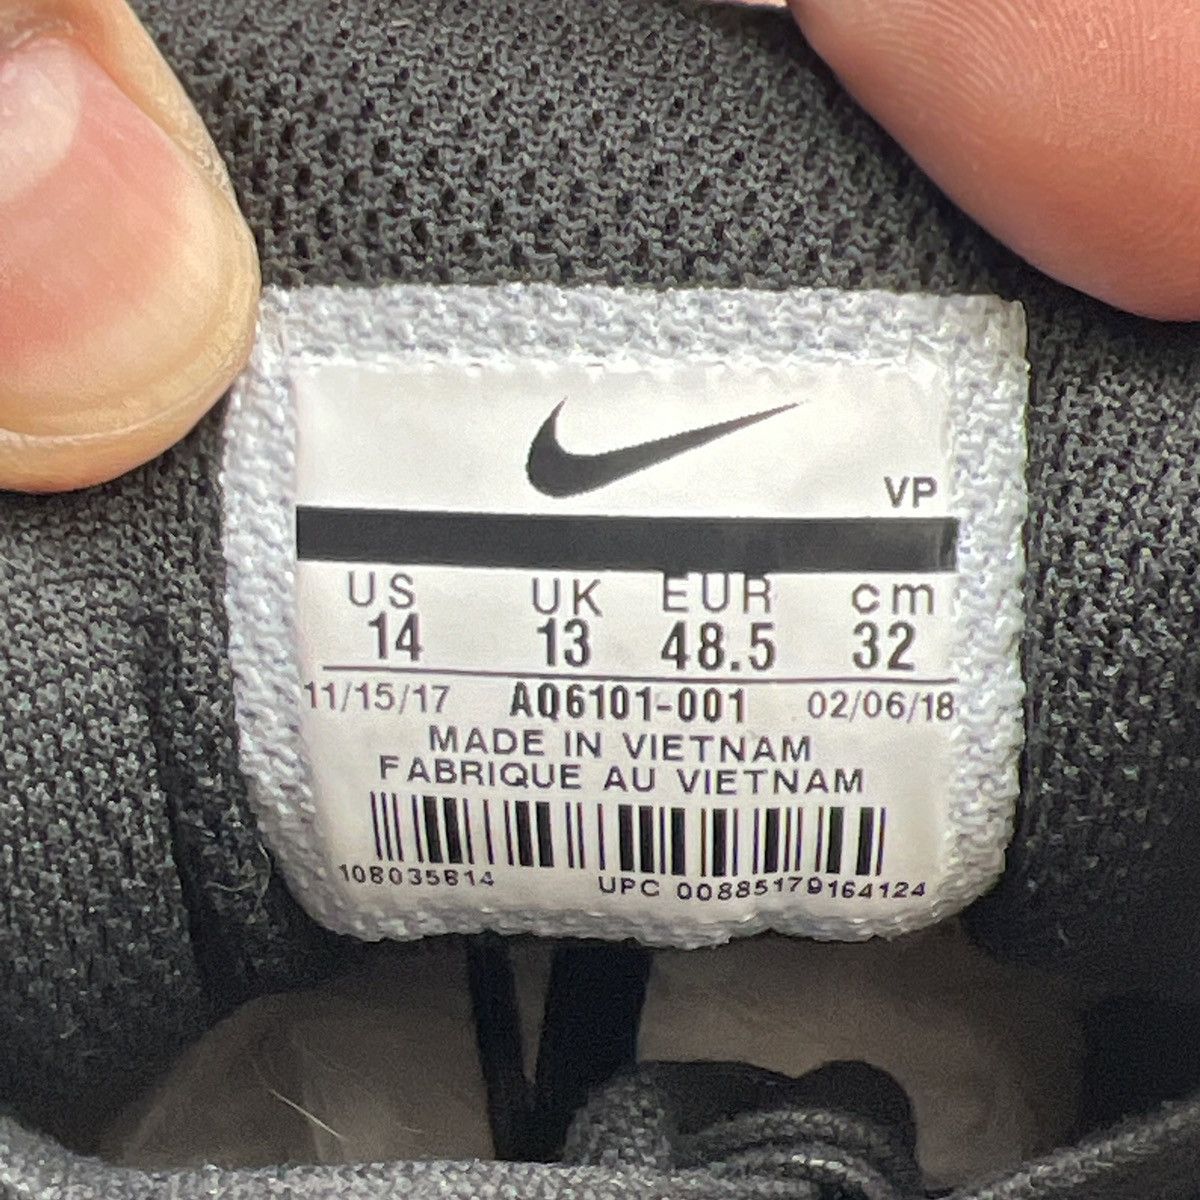 VP
US UK EUR cm
14 13 48.5 32
11/15/17 AQ6101-001 02/06/18
MADE IN VIETNAM
FABRIQUE AU VIETNAM
108035814 UPC 00885179164124